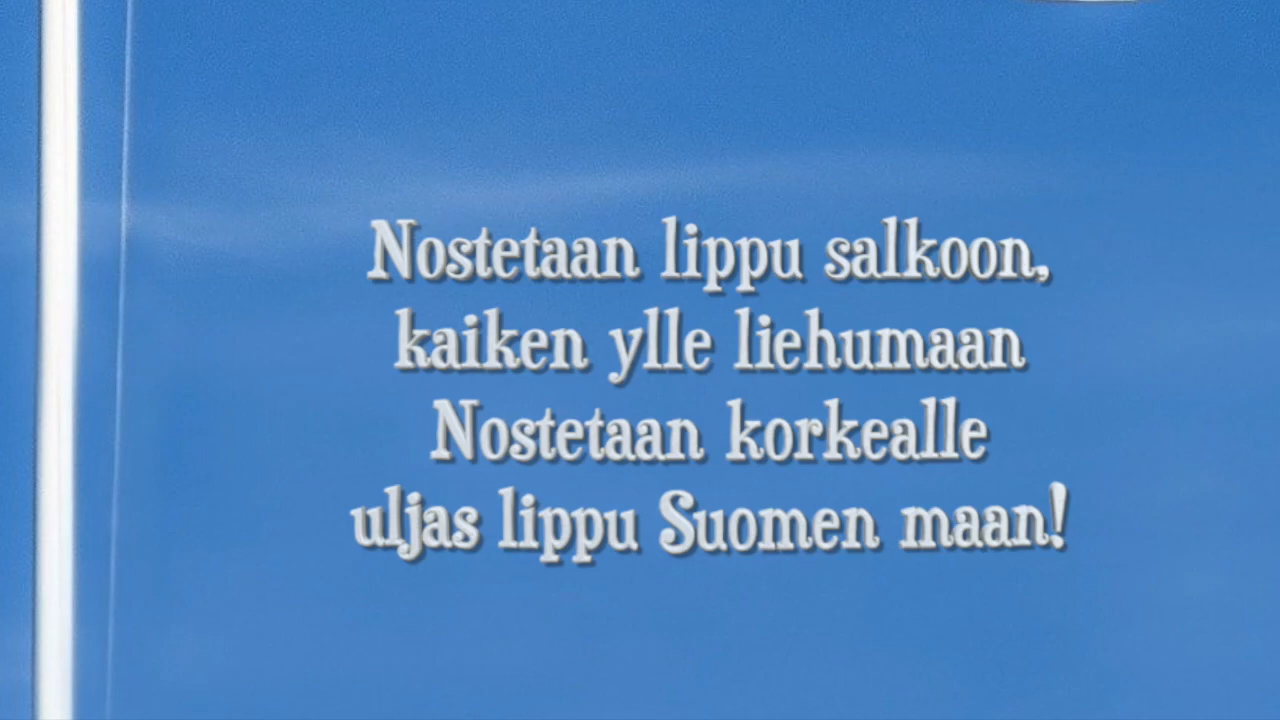 Nostetaan lippu salkoon,
kaiken ylle liehumaan
Nostetaan korkealle
uljas lippu Suomen maan!